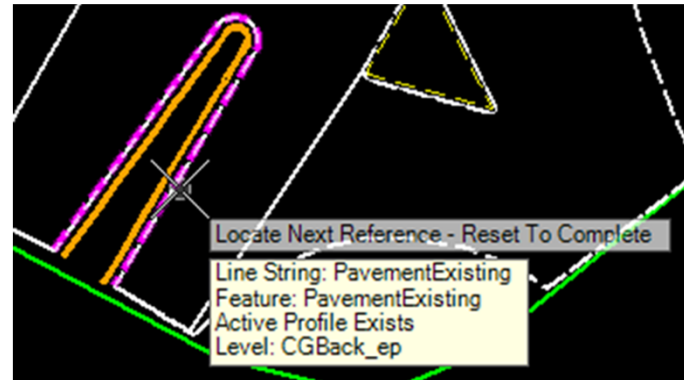 Locate Next Reference - Reset To Complete
Line String: PavementExisting
Feature: PavementExisting
Active Profile Exists
Level: CGBack_ep